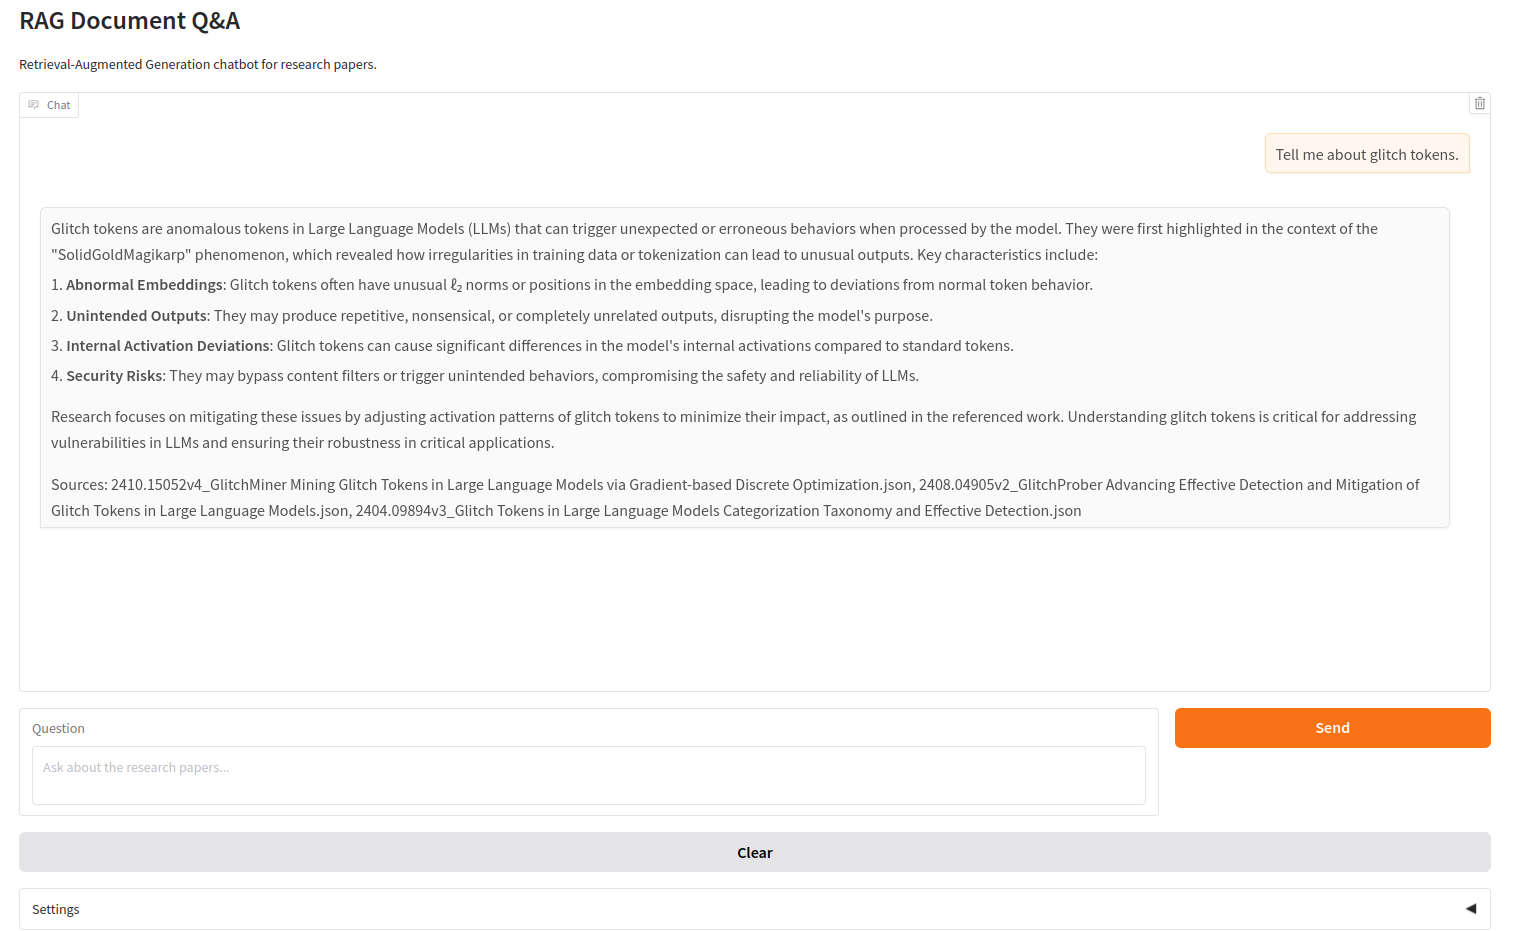 RAG Document Q&A
Retrieval-Augmented Generation chatbot for research papers.
Chat
Tell me about glitch tokens.
Glitch tokens are anomalous tokens in Large Language Models (LLMs) that can trigger unexpected or erroneous behaviors when processed by the model. They were first highlighted in the context of the
"SolidGoldMagikarp" phenomenon, which revealed how irregularities in training data or tokenization can lead to unusual outputs. Key characteristics include:
1. Abnormal Embeddings: Glitch tokens often have unusual ℓ₂ norms or positions in the embedding space, leading to deviations from normal token behavior.
2. Unintended Outputs: They may produce repetitive, nonsensical, or completely unrelated outputs, disrupting the model's purpose.
3. Internal Activation Deviations: Glitch tokens can cause significant differences in the model's internal activations compared to standard tokens.
4. Security Risks: They may bypass content filters or trigger unintended behaviors, compromising the safety and reliability of LLMs.
Research focuses on mitigating these issues by adjusting activation patterns of glitch tokens to minimize their impact, as outlined in the referenced work. Understanding glitch tokens is critical for addressing
vulnerabilities in LLMs and ensuring their robustness in critical applications.
Sources: 2410.15052v4_GlitchMiner Mining Glitch Tokens in Large Language Models via Gradient-based Discrete Optimization.json, 2408.04905v2_GlitchProber Advancing Effective Detection and Mitigation of
Glitch Tokens in Large Language Models.json, 2404.09894v3_Glitch Tokens in Large Language Models Categorization Taxonomy and Effective Detection.json
Question
Ask about the research papers...
Send
Clear
Settings